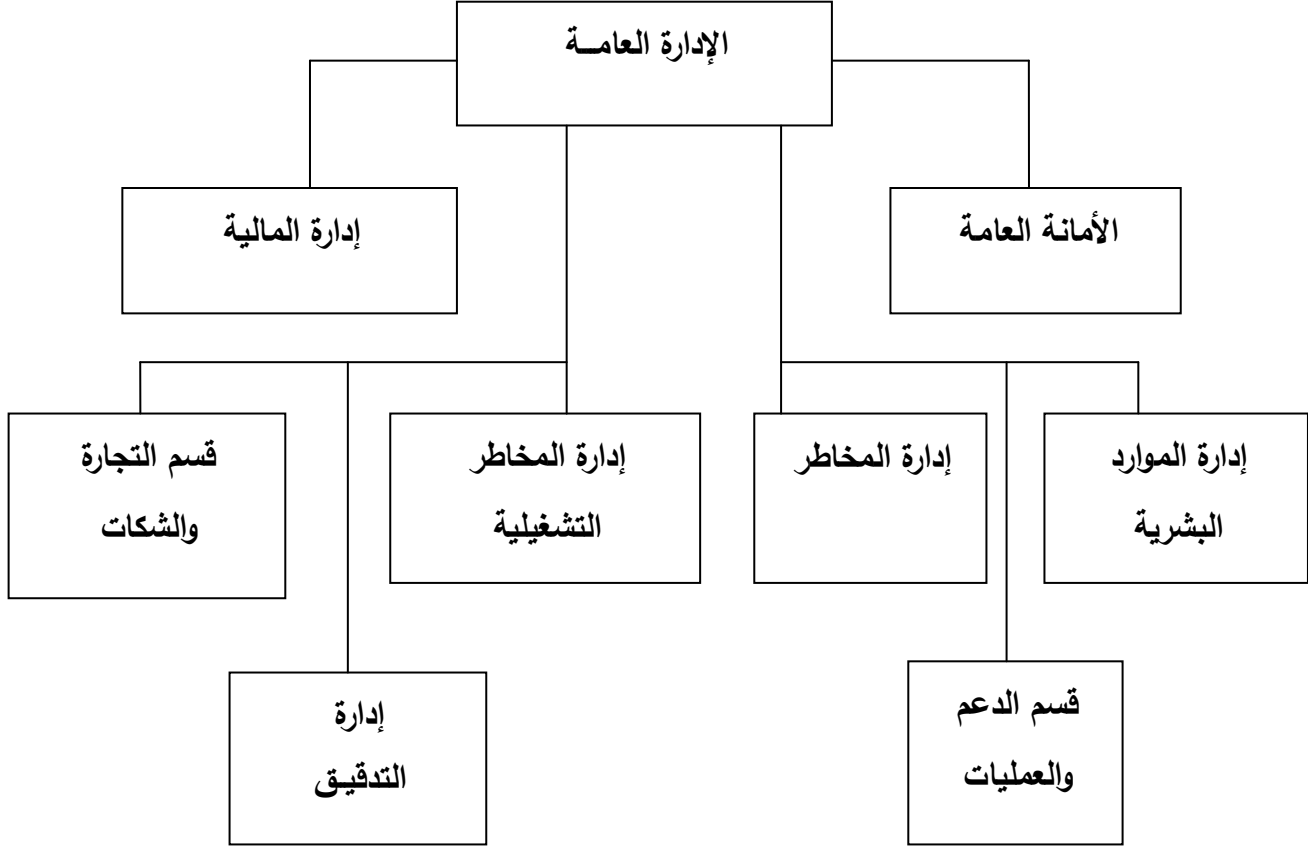 الإدارة العامــة
الأمانة العامة
إدارة المالية
إدارة الموارد
البشرية
إدارة المخاطر
إدارة المخاطر
التشغيلية
قسم التجارة
والشكات
قسم الدعم
والعمليات
إدارة
التدقيـق